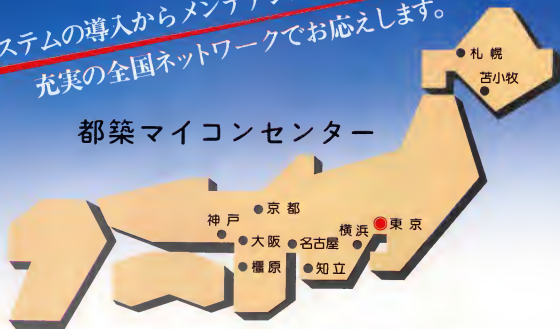 ステムの導入からメンテナン
充実の全国ネットワークでお応えします。
都築マイコンセンター
札幌
苫小牧
京都
神戸
大阪
名古屋
横浜
東京
橿原
知立